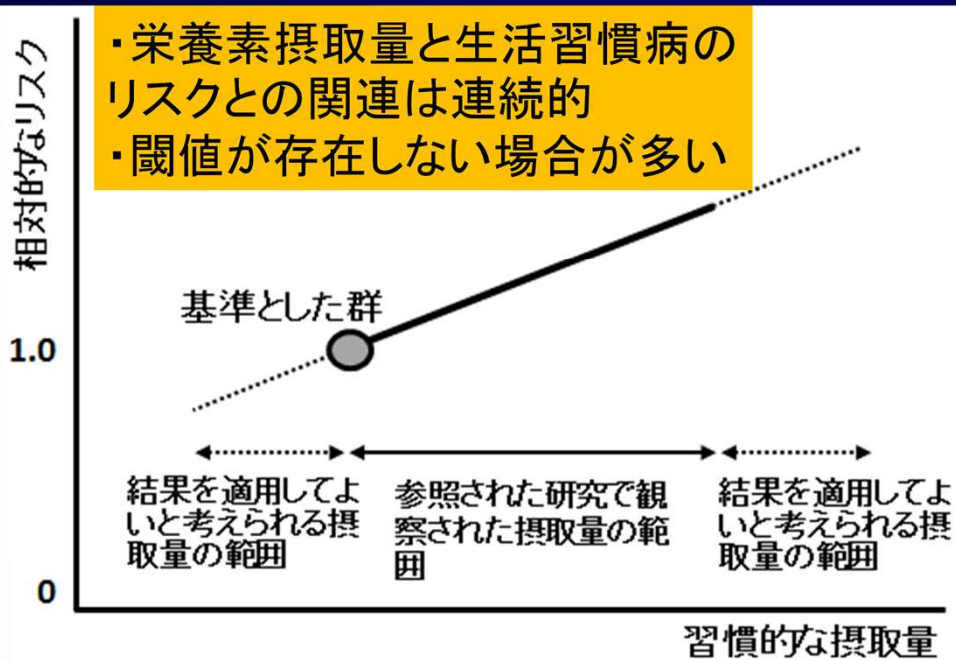 ・栄養素摂取量と生活習慣病の
リスクとの関連は連続的
・閾値が存在しない場合が多い
相対的なリスク
基準とした群
1.0
結果を適用してよ
いと考えられる摂
取量の範囲
参照された研究で観
察された摂取量の範
囲
結果を適用してよ
いと考えられる摂
取量の範囲
0
習慣的な摂取量